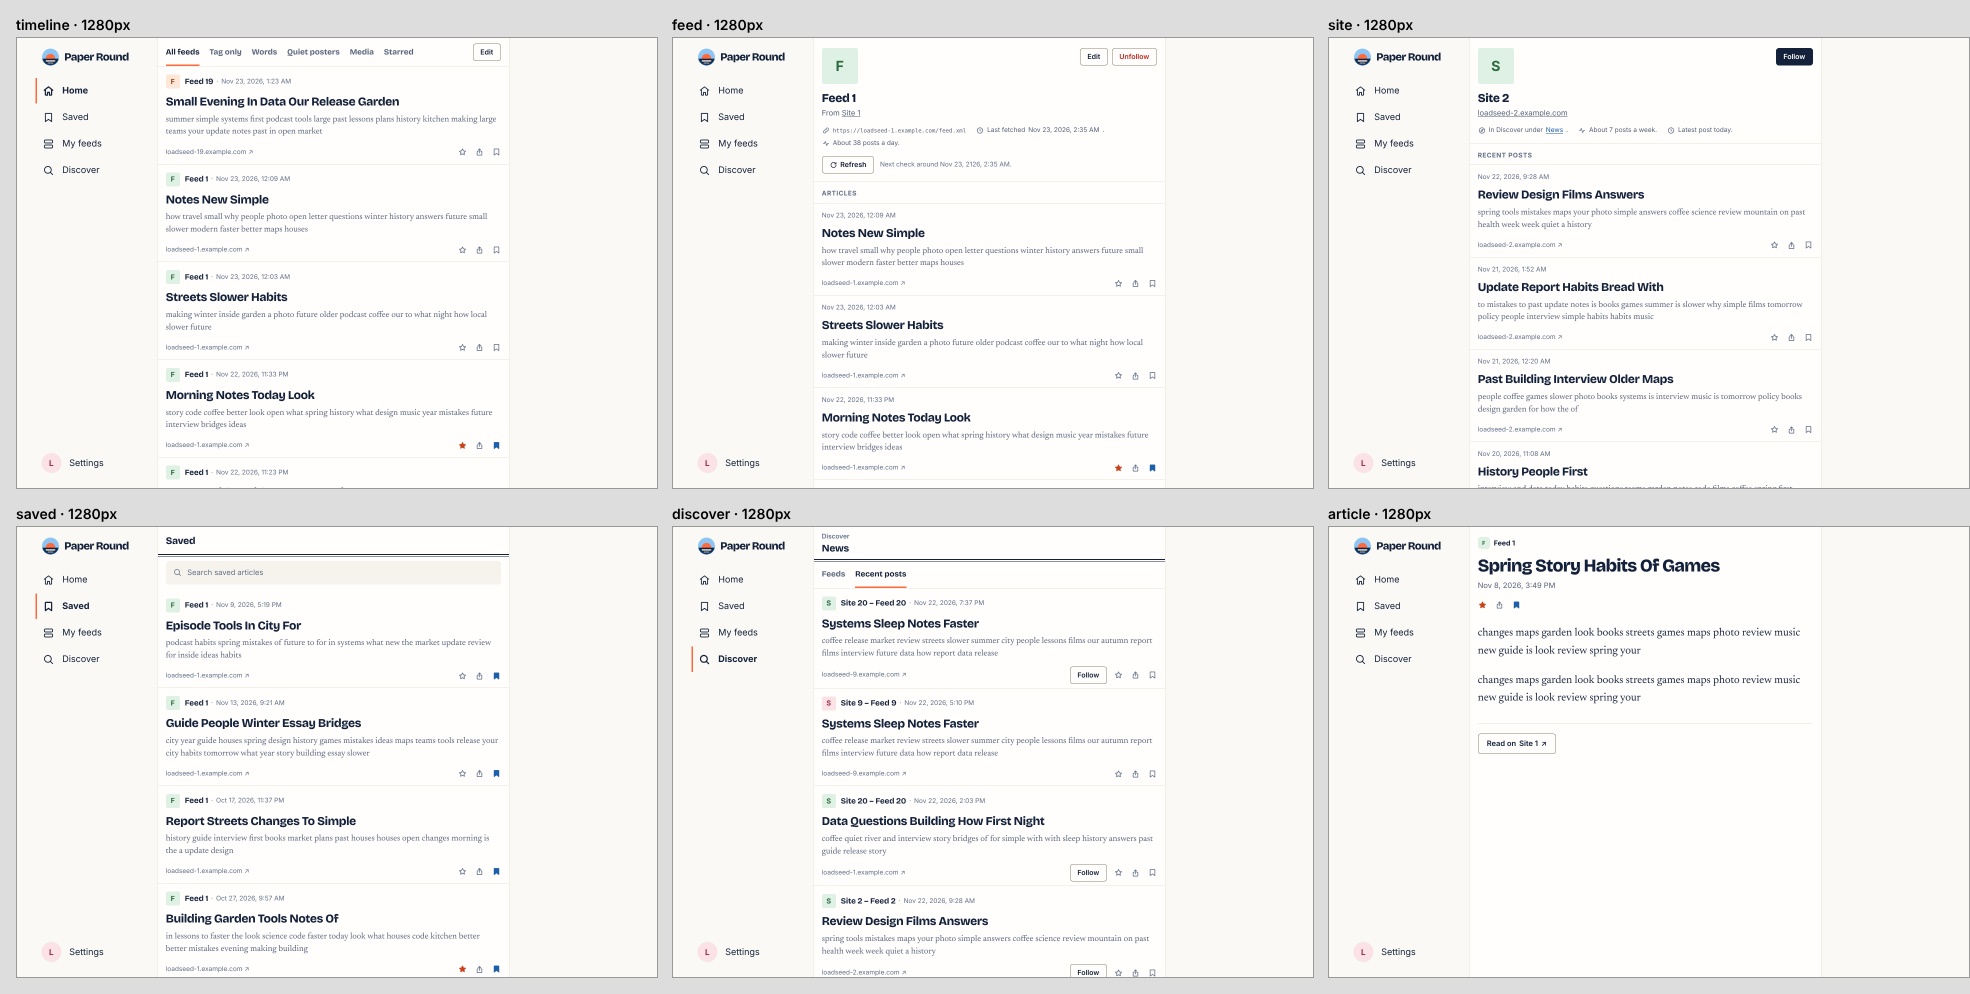 timeline · 1280px
Paper Round
Home
Saved
My feeds
Discover
L Settings
All feeds Tag only Words Quiet posters Media Starred Edit
F Feed 19 · Nov 23, 2026, 1:23 AM
Small Evening In Data Our Release Garden
summer simple systems first podcast tools large past lessons plans history kitchen making large
teams your update notes past in open market
loadseed-19.example.com ↗
F Feed 1 · Nov 23, 2026, 12:09 AM
Notes New Simple
how travel small why people photo open letter questions winter history answers future small
slower modern faster better maps houses
loadseed-1.example.com ↗
F Feed 1 · Nov 23, 2026, 12:03 AM
Streets Slower Habits
making winter inside garden a photo future older podcast coffee our to what night how local
slower future
loadseed-1.example.com ↗
F Feed 1 · Nov 22, 2026, 11:33 PM
Morning Notes Today Look
story code coffee better look open what spring history what design music year mistakes future
interview bridges ideas
loadseed-1.example.com ↗
F Feed 1 · Nov 22, 2026, 11:23 PM
feed · 1280px
Paper Round
Home
Saved
My feeds
Discover
L Settings
F
Edit Unfollow
Feed 1
From Site 1
https://loadseed-1.example.com/feed.xml Last fetched Nov 23, 2026, 2:35 AM .
About 38 posts a day.
Refresh Next check around Nov 23, 2126, 2:35 AM.
ARTICLES
Nov 23, 2026, 12:09 AM
Notes New Simple
how travel small why people photo open letter questions winter history answers future small
slower modern faster better maps houses
loadseed-1.example.com ↗
Nov 23, 2026, 12:03 AM
Streets Slower Habits
making winter inside garden a photo future older podcast coffee our to what night how local
slower future
loadseed-1.example.com ↗
Nov 22, 2026, 11:33 PM
Morning Notes Today Look
story code coffee better look open what spring history what design music year mistakes future
interview bridges ideas
loadseed-1.example.com ↗
site · 1280px
Paper Round
Home
Saved
My feeds
Discover
L Settings
S
Follow
Site 2
loadseed-2.example.com
In Discover under News . About 7 posts a week. Latest post today.
RECENT POSTS
Nov 22, 2026, 9:28 AM
Review Design Films Answers
spring tools mistakes maps your photo simple answers coffee science review mountain on past
health week week quiet a history
loadseed-2.example.com ↗
Nov 21, 2026, 1:52 AM
Update Report Habits Bread With
to mistakes to past update notes is books games summer is slower why simple films tomorrow
policy people interview simple habits habits music
loadseed-2.example.com ↗
Nov 21, 2026, 12:20 AM
Past Building Interview Older Maps
people coffee games slower photo books systems is interview music is tomorrow policy books
design garden for how the of
loadseed-2.example.com ↗
Nov 20, 2026, 11:08 AM
History People First
saved · 1280px
Paper Round
Home
Saved
My feeds
Discover
L Settings
Saved
Search saved articles
F Feed 1 · Nov 9, 2026, 5:19 PM
Episode Tools In City For
podcast habits spring mistakes of future to for in systems what new the market update review
for inside ideas habits
loadseed-1.example.com ↗
F Feed 1 · Nov 13, 2026, 9:21 AM
Guide People Winter Essay Bridges
city year guide houses spring design history games mistakes ideas maps teams tools release your
city habits tomorrow what year story building essay slower
loadseed-1.example.com ↗
F Feed 1 · Oct 17, 2026, 11:37 PM
Report Streets Changes To Simple
history guide interview first books market plans past houses houses open changes morning is
the a update design
loadseed-1.example.com ↗
F Feed 1 · Oct 27, 2026, 9:57 AM
Building Garden Tools Notes Of
in lessons to faster the look science code faster today look what houses code kitchen better
better mistakes evening making building
loadseed-1.example.com ↗
discover · 1280px
Paper Round
Home
Saved
My feeds
Discover
L Settings
Discover
News
Feeds Recent posts
S Site 20 – Feed 20 · Nov 22, 2026, 7:37 PM
Systems Sleep Notes Faster
coffee release market review streets slower summer city people lessons films our autumn report
films interview future data how report data release
loadseed-9.example.com ↗ Follow
S Site 9 – Feed 9 · Nov 22, 2026, 5:10 PM
Systems Sleep Notes Faster
coffee release market review streets slower summer city people lessons films our autumn report
films interview future data how report data release
loadseed-9.example.com ↗
S Site 20 – Feed 20 · Nov 22, 2026, 2:03 PM
Data Questions Building How First Night
coffee quiet river and interview story bridges of for simple with with sleep history answers past
guide release story
loadseed-1.example.com ↗ Follow
S Site 2 – Feed 2 · Nov 22, 2026, 9:28 AM
Review Design Films Answers
spring tools mistakes maps your photo simple answers coffee science review mountain on past
health week week quiet a history
loadseed-2.example.com ↗ Follow
article · 1280px
Paper Round
Home
Saved
My feeds
Discover
L Settings
F Feed 1
Spring Story Habits Of Games
Nov 8, 2026, 3:49 PM
changes maps garden look books streets games maps photo review music
new guide is look review spring your
changes maps garden look books streets games maps photo review music
new guide is look review spring your
Read on Site 1 ↗